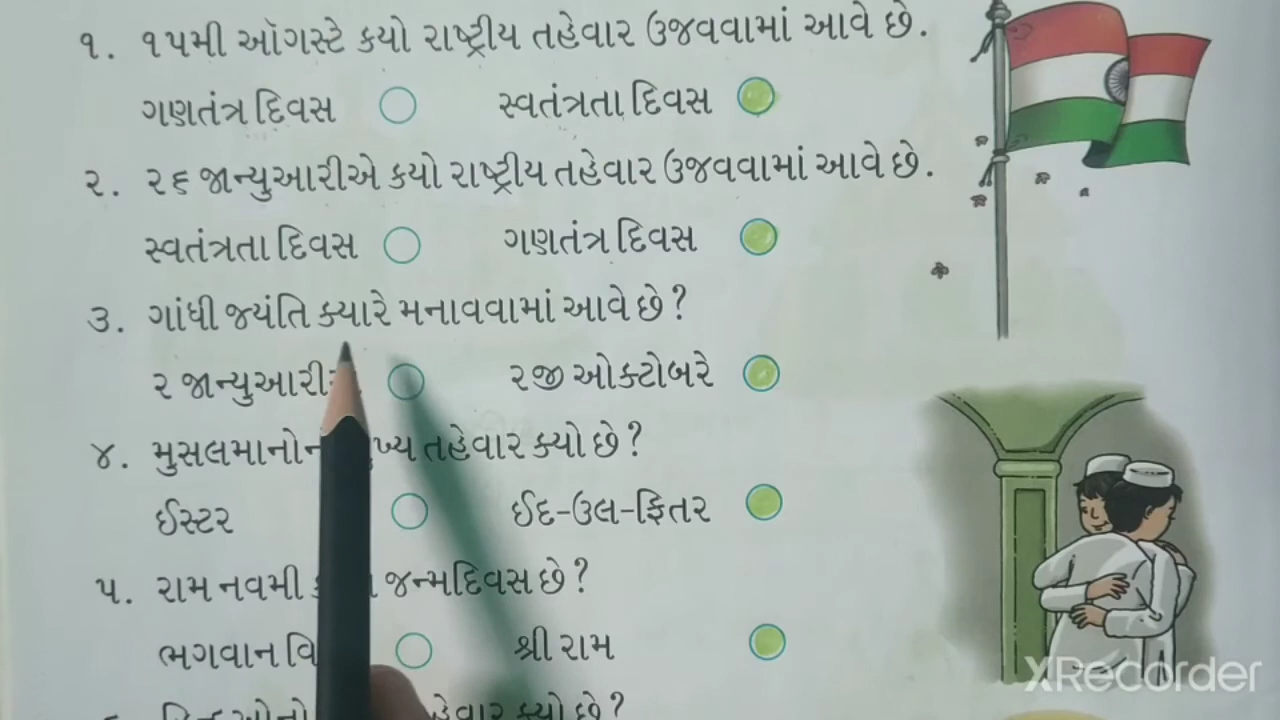 ૧. ૧૫મી ઑગસ્ટે કયો રાષ્ટ્રીય તહેવાર ઉજવવામાં આવે છે.
ગણતંત્ર દિવસ સ્વતંત્રતા દિવસ
૨. ૨૬ જાન્યુઆરીએ કયો રાષ્ટ્રીય તહેવાર ઉજવવામાં આવે છે.
સ્વતંત્રતા દિવસ ગણતંત્ર દિવસ
૩. ગાંધી જયંતિ ક્યારે મનાવવામાં આવે છે?
૨ જાન્યુઆરી ૨જી ઓક્ટોબરે
૪. તહેવાર ક્યો છે?
ઈસ્ટર ઈદ-ઉલ-ફિતર
૫. રામ નવમી જન્મદિવસ છે?
ભગવાન શ્રી રામ
ક્યો છે?
XRecorder